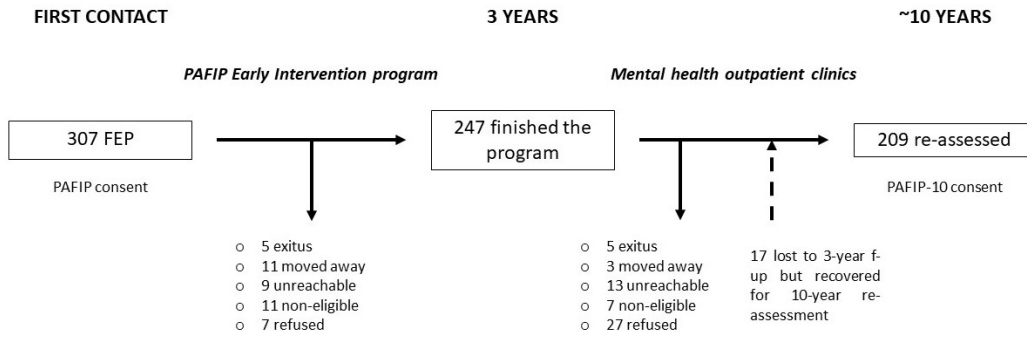 FIRST CONTACT
3 YEARS
~10 YEARS
PAFIP Early Intervention program
Mental health outpatient clinics
307 FEP
247 finished the
program
209 re-assessed
PAFIP consent
PAFIP-10 consent
o 5 exitus
o 11 moved away
o 9 unreachable
o 11 non-eligible
o 7 refused
o 5 exitus
o 3 moved away
o 13 unreachable
o 7 non-eligible
o 27 refused
17 lost to 3-year f-
up but recovered
for 10-year re-
assessment